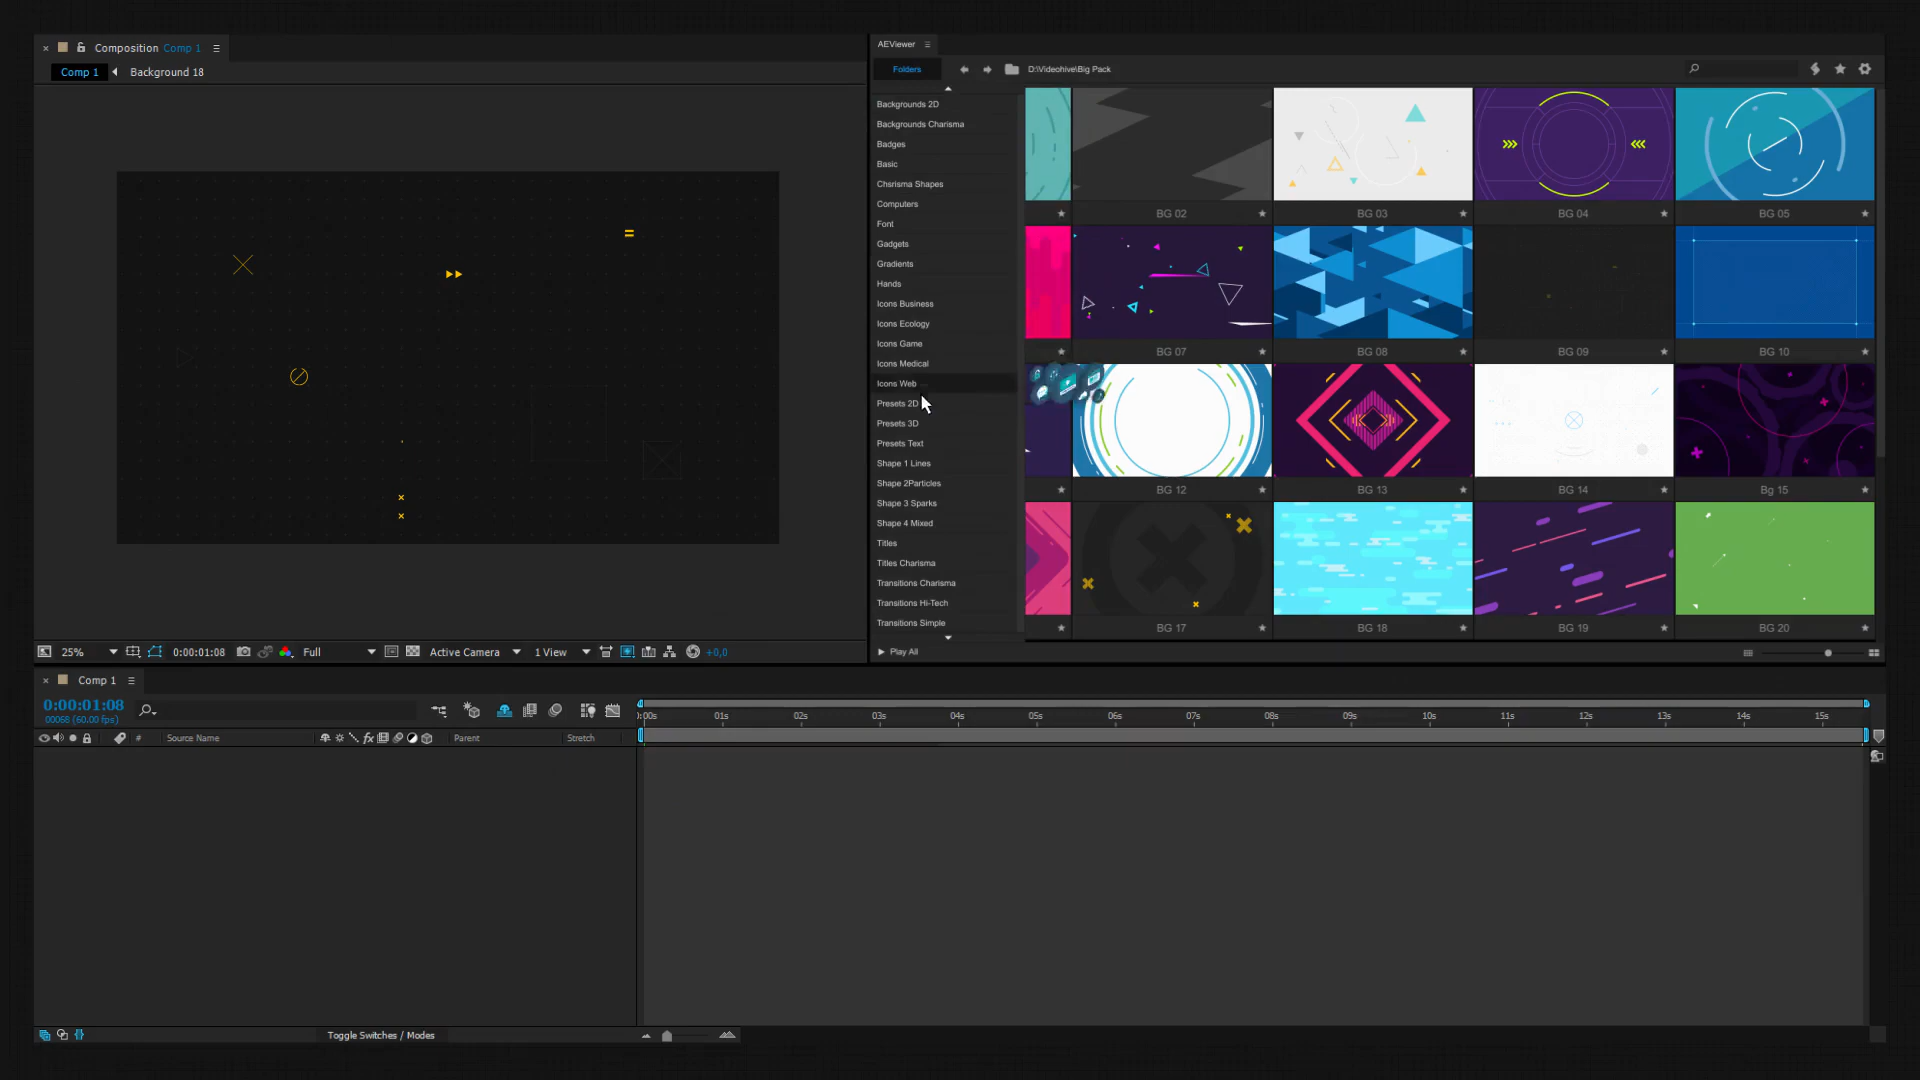 Composition Comp 1
Comp 1
Background 18
25%
0:00:01:08
Full
Active Camera
1 View
+0,0
AEViewer
Folders
D:\Videohive\Big Pack
Backgrounds 2D
Backgrounds Charisma
Badges
Basic
Chsrisma Shapes
Computers
Font
Gadgets
Gradients
Hands
Icons Business
Icons Ecology
Icons Game
Icons Medical
Icons Web
Presets 2D
Presets 3D
Presets Text
Shape 1 Lines
Shape 2Particles
Shape 3 Sparks
Shape 4 Mixed
Titles
Titles Charisma
Transitions Charisma
Transitions Hi-Tech
Transitions Simple
BG 02
BG 03
BG 04
BG 05
BG 07
BG 08
BG 09
BG 10
BG 12
BG 13
BG 14
Bg 15
BG 17
BG 18
BG 19
BG 20
Play All
Comp 1
0:00:01:08
00068 (60.00 fps)
# Source Name
fx
Parent
Stretch
):00s 01s 02s 03s 04s 05s 06s 07s 08s 09s 10s 11s 12s 13s 14s 15s
Toggle Switches / Modes